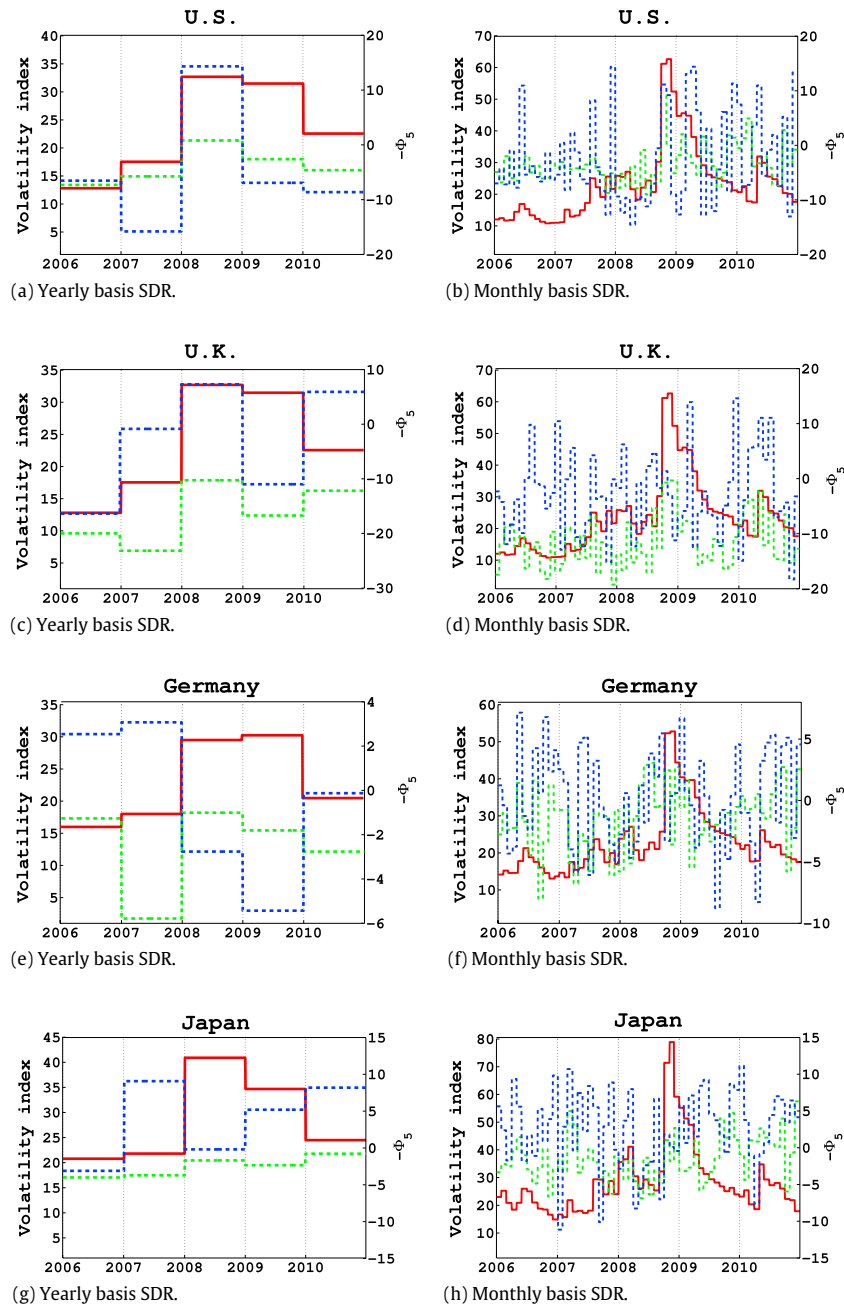 U.S.
Volatility index
40
35
30
25
20
15
10
5
20
10
0
−10
−20
−Φ5
2006 2007 2008 2009 2010
(a) Yearly basis SDR.
U.S.
Volatility index
70
60
50
40
30
20
10
20
10
0
−10
−20
−Φ5
2006 2007 2008 2009 2010
(b) Monthly basis SDR.
U.K.
Volatility index
35
30
25
20
15
10
5
10
0
−10
−20
−30
−Φ5
2006 2007 2008 2009 2010
(c) Yearly basis SDR.
U.K.
Volatility index
70
60
50
40
30
20
10
20
10
0
−10
−20
−Φ5
2006 2007 2008 2009 2010
(d) Monthly basis SDR.
Germany
Volatility index
35
30
25
20
15
10
5
4
2
0
−2
−4
−6
−Φ5
2006 2007 2008 2009 2010
(e) Yearly basis SDR.
Germany
Volatility index
60
50
40
30
20
10
5
0
−5
−10
−Φ5
2006 2007 2008 2009 2010
(f) Monthly basis SDR.
Japan
Volatility index
45
40
35
30
25
20
15
10
5
15
10
5
0
−5
−10
−15
−Φ5
2006 2007 2008 2009 2010
(g) Yearly basis SDR.
Japan
Volatility index
80
70
60
50
40
30
20
10
15
10
5
0
−5
−10
−15
−Φ5
2006 2007 2008 2009 2010
(h) Monthly basis SDR.